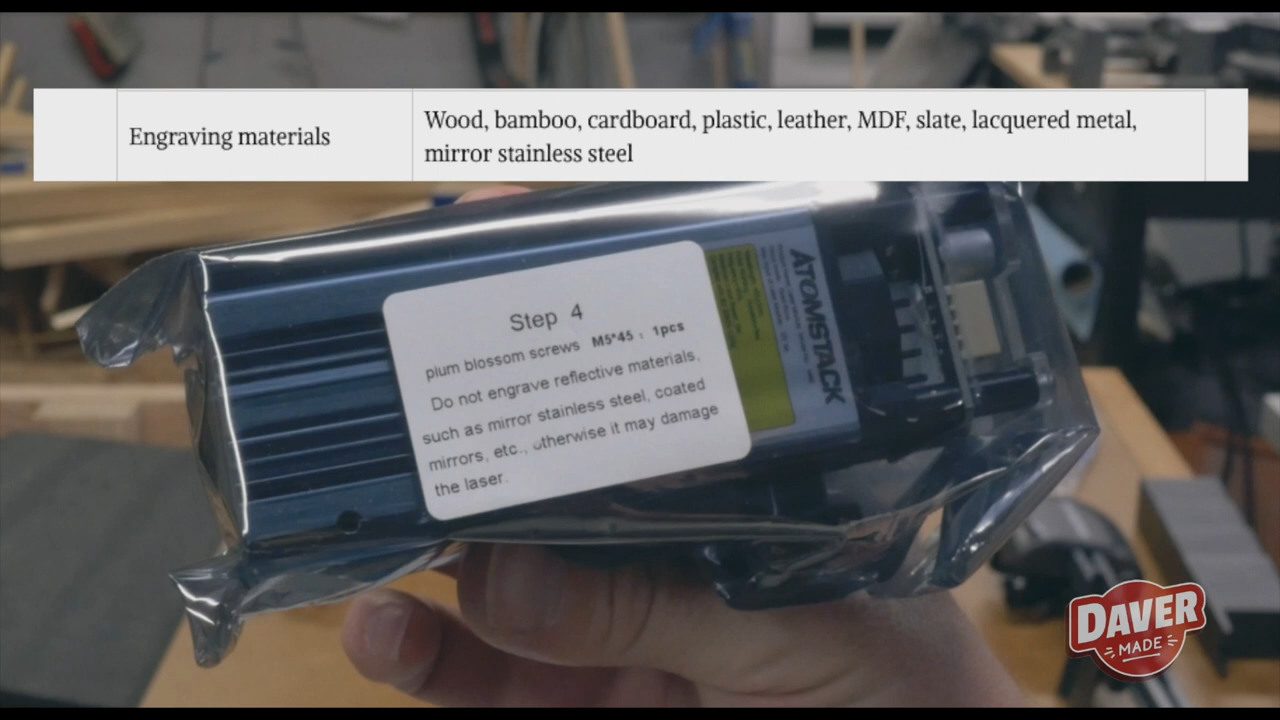 Engraving materials
Wood, bamboo, cardboard, plastic, leather, MDF, slate, lacquered metal,
mirror stainless steel
Step 4
plum blossom screws M5*45 : 1pcs
Do not engrave reflective materials,
such as mirror stainless steel, coated
mirrors, etc., otherwise it may damage
the laser.
ATOMSTACK
DAVER
MADE